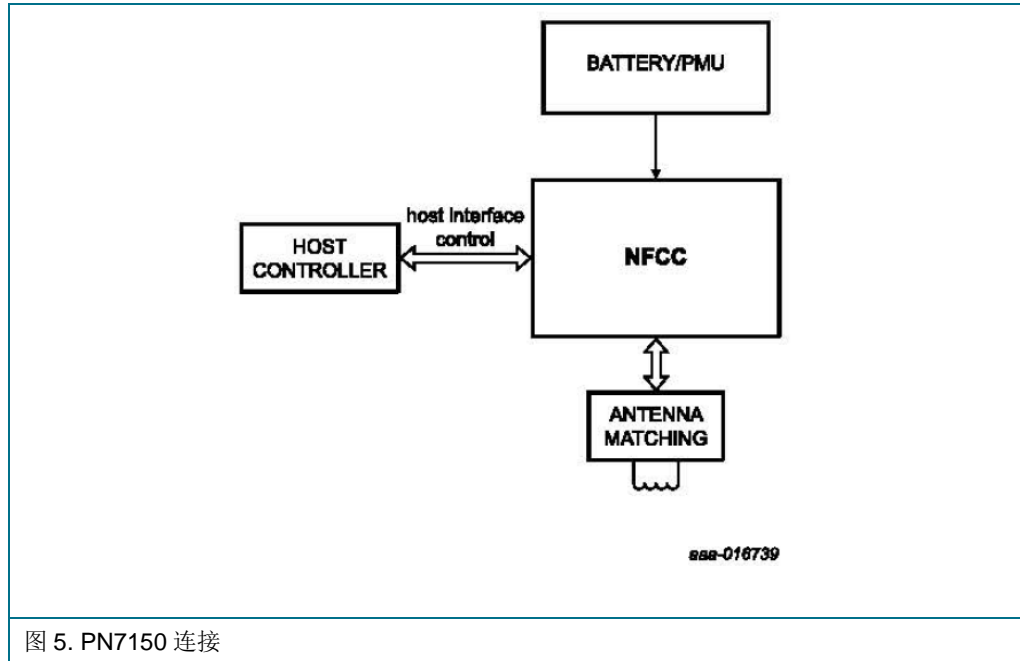 BATTERY/PMU
host interface
control
HOST
CONTROLLER
NFCC
ANTENNA
MATCHING
aaa-016739
图 5. PN7150 连接